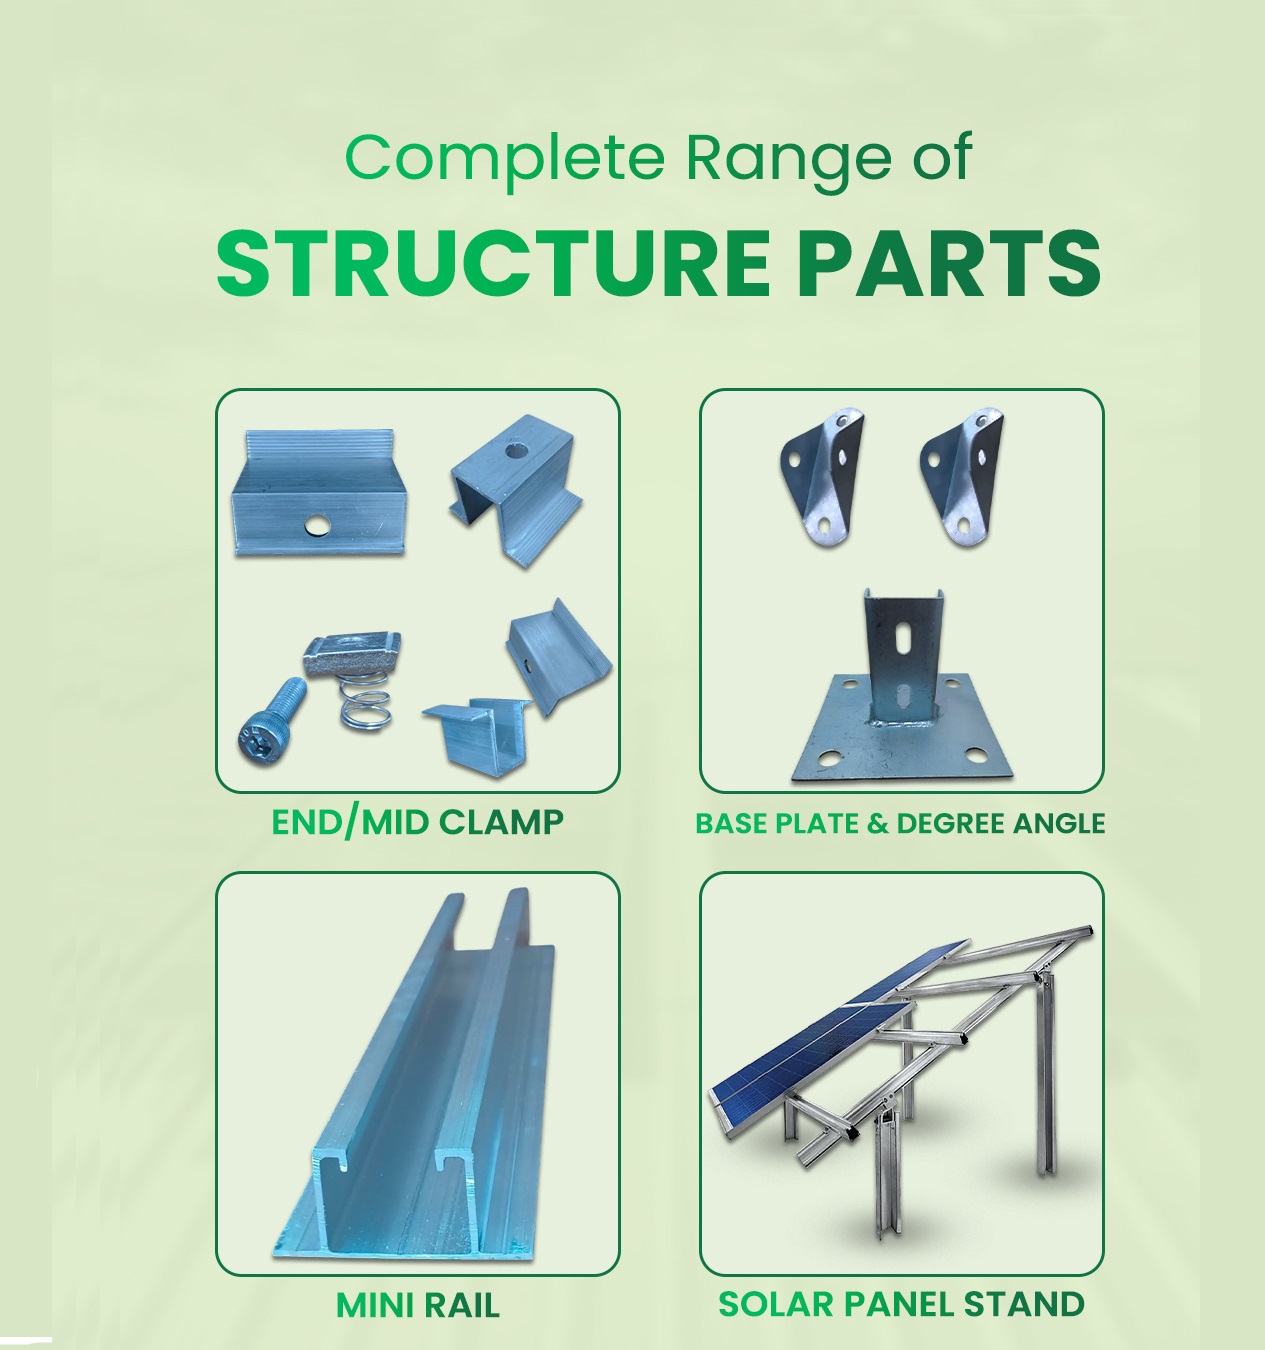 Complete Range of
STRUCTURE PARTS
END/MID CLAMP
BASE PLATE & DEGREE ANGLE
MINI RAIL
SOLAR PANEL STAND